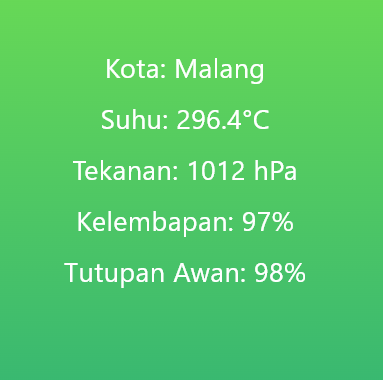 Kota: Malang
Suhu: 296.4°C
Tekanan: 1012 hPa
Kelembapan: 97%
Tutupan Awan: 98%